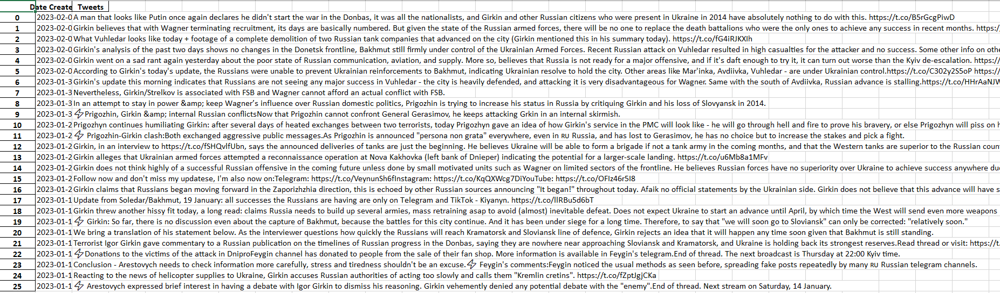 Date Create Tweets
0 2023-02-0 A man that looks like Putin once again declares he didn't start the war in the Donbas, it was all the nationalists, and Girkin and other Russian citizens who were present in Ukraine in 2014 have absolutely nothing to do with this. https://t.co/B5rGcgPiwD
1 2023-02-0 Girkin believes that with Wagner terminating recruitment, its days are basically numbered. But given the state of the Russian armed forces, there will be no one to replace the death battalions who were the only ones to achieve any success in recent months. https:/
2 2023-02-0 What Vuhledar looks like today + footage of a complete demolition of two Russian tank companies that advanced on the city (Girkin mentioned this in his summary today). https://t.co/fG4iRJKXIh
3 2023-02-0 Girkin's analysis of the past two days shows no changes in the Donetsk frontline, Bakhmut still firmly under control of the Ukrainian Armed Forces. Recent Russian attack on Vuhledar resulted in high casualties for the attacker and no success. Some other info on othe
4 2023-02-0 Girkin went on a sad rant again yesterday about the poor state of Russian communication, aviation, and supply. More so, believes that Russia is not ready for a major offensive, and if it's daft enough to try it, it can turn out worse than the Kyiv de-escalation. https:/
5 2023-02-0 According to Girkin's today's update, the Russians were unable to prevent Ukrainian reinforcements to Bakhmut, indicating Ukrainian resolve to hold the city. Other areas like Mar'inka, Avdiivka, Vuhledar - are under Ukrainian control.https://t.co/C302y2S5oP https:/
6 2023-01-3 Girkin's update this morning indicates that Russians are not seeing any major success in Vuhledar - the city is heavily defended, and attacking it is very disadvantageous for Wagner. Same with the south of Avdiivka, Russian advance is stalling.https://t.co/HHrAaNJW
7 2023-01-3 Nevertheless, Girkin/Strelkov is associated with FSB and Wagner cannot afford an actual conflict with FSB.
8 2023-01-3 In an attempt to stay in power &amp; keep Wagner's influence over Russian domestic politics, Prigozhin is trying to increase his status in Russia by critiquing Girkin and his loss of Slovyansk in 2014.
9 2023-01-3 ⚡Prigozhin, Girkin &amp; internal Russian conflictsNow that Prigozhin cannot confront General Gerasimov, he keeps attacking Grkin in an internal skirmish.
10 2023-01-2 Prigozhyn continues humiliating Girkin: after several days of heated exchanges between two terrorists, today Prigozhyn gave an idea of how Girkin's service in the PMC will look like - he will go through hell and fire to prove his bravery, or else Prigozhyn will piss on h
11 2023-01-2 ⚡ Prigozhin-Girkin clash:Both exchanged aggressive public messages.As Prigozhin is announced "persona non grata" everywhere, even in RU Russia, and has lost to Gerasimov, he has no choice but to increase the stakes and pick a fight.
12 2023-01-2 Girkin, in an interview to https://t.co/fSHQvlfUbn, says the announced deliveries of tanks are just the beginning. He believes Ukraine will be able to form a brigade if not a tank army in the coming months, and that the Western tanks are superior to the Russian coun
13 2023-01-2 Girkin alleges that Ukrainian armed forces attempted a reconnaissance operation at Nova Kakhovka (left bank of Dnieper) indicating the potential for a larger-scale landing. https://t.co/u6Mb8a1MFv
14 2023-01-2 Girkin does not think highly of a successful Russian offensive in the coming future unless done by small motivated units such as Wagner on limited sectors of the frontline. He believes Russian forces have no superiority over Ukraine to achieve success anywhere due
15 2023-01-2 Follow now and don't miss my updatese, I'm also now on:Telegram: https://t.co/VeynunSh6fInstagram: https://t.co/KqQXWcg7DiYouTube: https://t.co/OFIz46r5I8
16 2023-01-2 Girkin claims that Russians began moving forward in the Zaporizhzhia direction, this is echoed by other Russian sources announcing "It began!" throughout today. Afaik no official statements by the Ukrainian side. Girkin does not believe that this advance will have s
17 2023-01-1 Update from Soledar/Bakhmut, 19 January: all successes the Russians are having are only on Telegram and TikTok - Kiyanyn. https://t.co/llRBu5d6bT
18 2023-01-1 Girkin threw another hissy fit today, a long read: claims Russia needs to build up several armies, mass retraining asap to avoid (almost) inevitable defeat. Does not expect Ukraine to start an advance until April, by which time the West will send even more weapons
19 2023-01-1 ⚡ Girkin: So far, there is no discussion even about the capture of Bakhmut, because the battles for this city continue. And it has been under siege for a long time. Therefore, to say that "we will soon go to Sloviansk" can only be corrected: "relatively soon."
20 2023-01-1 We bring a translation of his statement below. As the interviewer questions how quickly the Russians will reach Kramatorsk and Sloviansk line of defence, Girkin rejects an idea that it will happen any time soon given that Bakhmut is still standing.
21 2023-01-1 Terrorist Igor Girkin gave commentary to a Russian publication on the timelines of Russian progress in the Donbas, saying they are nowhere near approaching Sloviansk and Kramatorsk, and Ukraine is holding back its strongest reserves.Read thread or visit: https://t.
22 2023-01-1 ⚡Donations to the victims of the attack in DniproFeygin channel has donated to people from the sale of their fan shop. More information is available in Feygin's telegram.End of thread. The next broadcast is Thursday at 22:00 Kyiv time.
23 2023-01-1 Conclusion - Arestovych needs to check information more carefully, stress and tiredness shouldn't be an excuse.⚡ Feygin's comments:Feygin noticed the usual methods as seen before, spreading fake posts repeatedly by many RU Russian telegram channels.
24 2023-01-1 Reacting to the news of helicopter supplies to Ukraine, Girkin accuses Russian authorities of acting too slowly and calls them "Kremlin cretins". https://t.co/fZptJgjCKa
25 2023-01-1 ⚡ Arestovych expressed brief interest in having a debate with Igor Girkin to dismiss his reasoning. Girkin vehemently denied any potential debate with the "enemy".End of thread. Next stream on Saturday, 14 January.